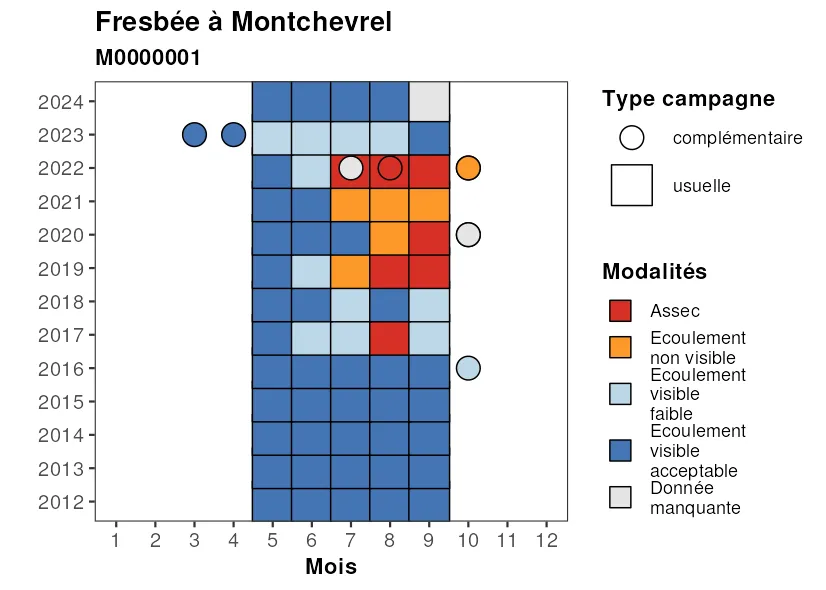 Fresbée à Montchevrel
M0000001
2024
2023
2022
2021
2020
2019
2018
2017
2016
2015
2014
2013
2012
1 2 3 4 5 6 7 8 9 10 11 12
Mois
Type campagne
complémentaire
usuelle
Modalités
Assec
Ecoulement
non visible
Ecoulement
visible
faible
Ecoulement
visible
acceptable
Donnée
manquante